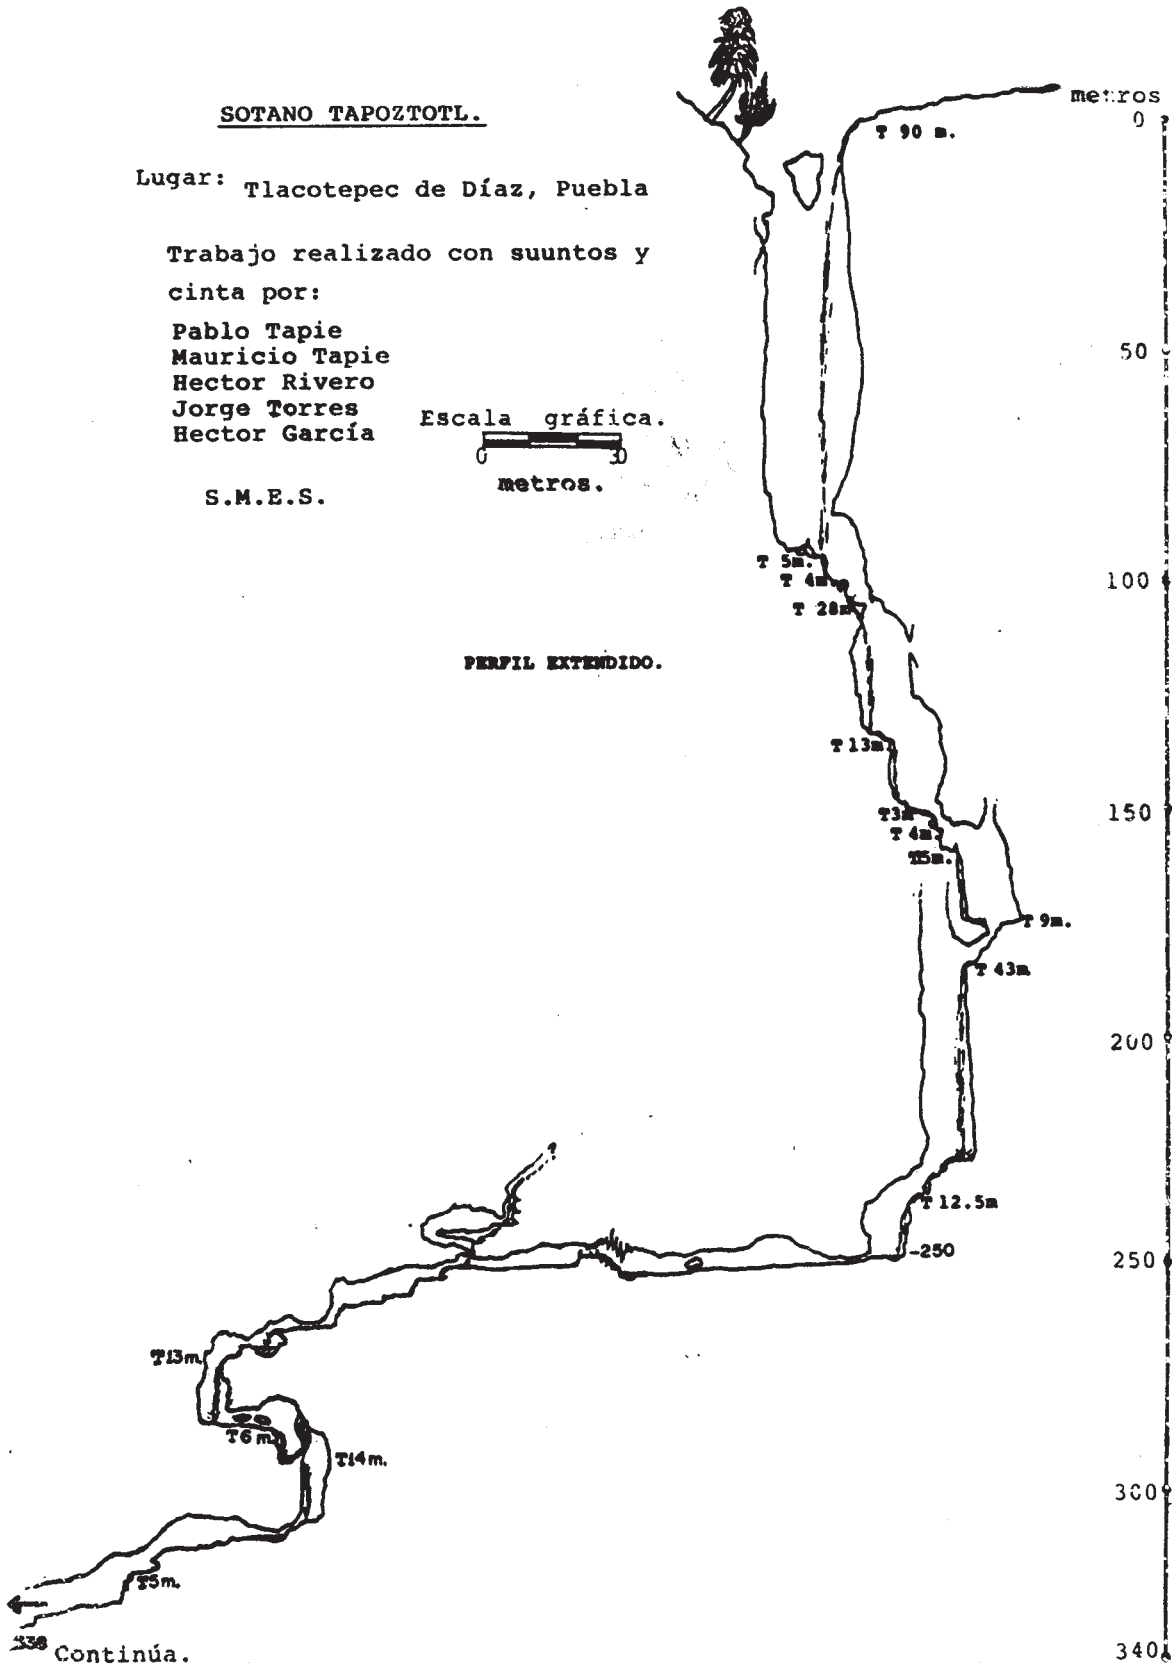 SOTANO TAPOZTOTL.
Lugar: Tlacotepec de Díaz, Puebla
Trabajo realizado con suuntos y
cinta por:
Pablo Tapie
Mauricio Tapie
Hector Rivero
Jorge Torres
Hector García
S.M.E.S.
Escala gráfica.
0 30
metros.
PERFIL EXTENDIDO.
metros
0
50
100
150
200
250
300
340
T 90 m.
T 5m.
T 4m.
T 28m
T 13m.
T3m
T 4m.
T15m.
T 9m.
T 43m
T 12.5m
-250
?
T13m.
T6m.
T14m.
T5m.
-338 Continúa.